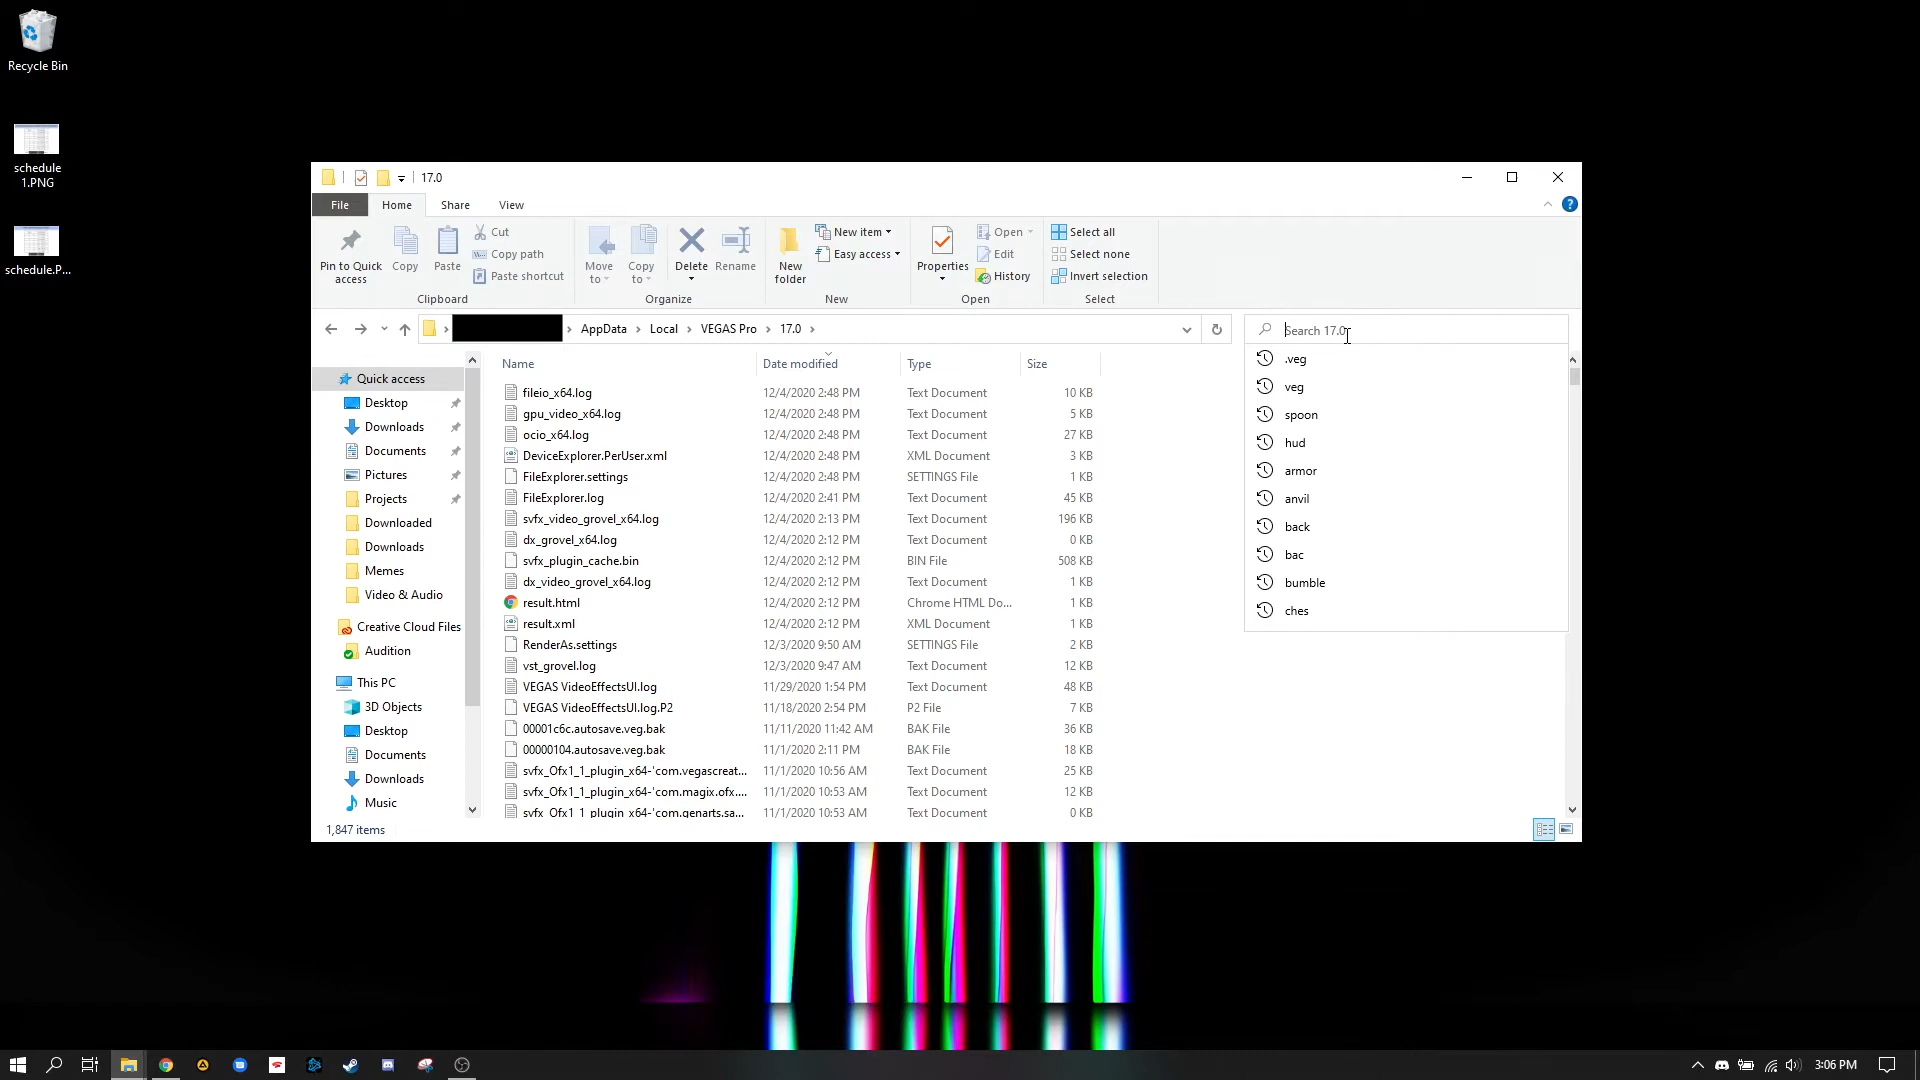 Recycle Bin
schedule
1.PNG
schedule.P...
17.0
File
Home
Share
View
Pin to Quick
access
Copy
Paste
Cut
Copy path
Paste shortcut
Clipboard
Move
to
Copy
to
Delete
Rename
Organize
New
folder
New item
Easy access
New
Properties
Open
Edit
History
Open
Select all
Select none
Invert selection
Select
AppData
Local
VEGAS Pro
17.0
Search 17.0
.veg
veg
spoon
hud
armor
anvil
back
bac
bumble
ches
Quick access
Desktop
Downloads
Documents
Pictures
Projects
Downloaded
Downloads
Memes
Video & Audio
Creative Cloud Files
Audition
This PC
3D Objects
Desktop
Documents
Downloads
Music
Name Date modified Type Size
fileio_x64.log 12/4/2020 2:48 PM Text Document 10 KB
gpu_video_x64.log 12/4/2020 2:48 PM Text Document 5 KB
ocio_x64.log 12/4/2020 2:48 PM Text Document 27 KB
DeviceExplorer.PerUser.xml 12/4/2020 2:48 PM XML Document 3 KB
FileExplorer.settings 12/4/2020 2:48 PM SETTINGS File 1 KB
FileExplorer.log 12/4/2020 2:41 PM Text Document 45 KB
svfx_video_grovel_x64.log 12/4/2020 2:13 PM Text Document 196 KB
dx_grovel_x64.log 12/4/2020 2:12 PM Text Document 0 KB
svfx_plugin_cache.bin 12/4/2020 2:12 PM BIN File 508 KB
dx_video_grovel_x64.log 12/4/2020 2:12 PM Text Document 1 KB
result.html 12/4/2020 2:12 PM Chrome HTML Do... 1 KB
result.xml 12/4/2020 2:12 PM XML Document 1 KB
RenderAs.settings 12/3/2020 9:50 AM SETTINGS File 2 KB
vst_grovel.log 12/3/2020 9:47 AM Text Document 12 KB
VEGAS VideoEffectsUI.log 11/29/2020 1:54 PM Text Document 48 KB
VEGAS VideoEffectsUI.log.P2 11/18/2020 2:54 PM P2 File 7 KB
00001c6c.autosave.veg.bak 11/11/2020 11:42 AM BAK File 36 KB
00000104.autosave.veg.bak 11/1/2020 2:11 PM BAK File 18 KB
svfx_Ofx1_1_plugin_x64-'com.vegascreat... 11/1/2020 10:56 AM Text Document 25 KB
svfx_Ofx1_1_plugin_x64-'com.magix.ofx.... 11/1/2020 10:53 AM Text Document 12 KB
svfx_Ofx1_1_plugin_x64-'com.genarts.sa... 11/1/2020 10:53 AM Text Document 0 KB
1,847 items
3:06 PM